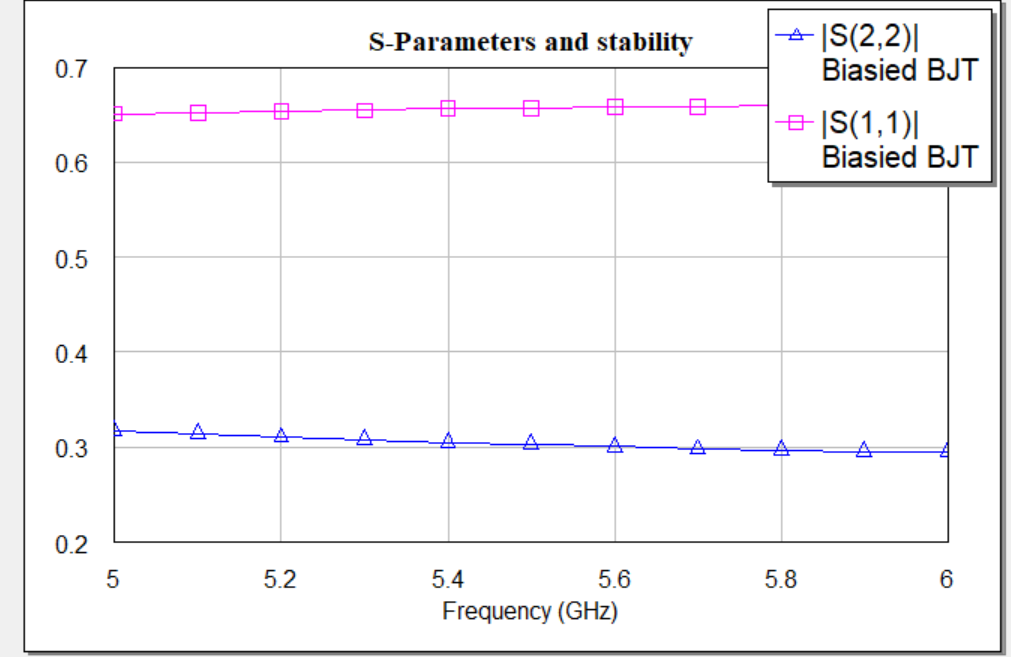 S-Parameters and stability
|S(2,2)|
Biasied BJT
|S(1,1)|
Biasied BJT
0.7
0.6
0.5
0.4
0.3
0.2
5 5.2 5.4 5.6 5.8 6
Frequency (GHz)